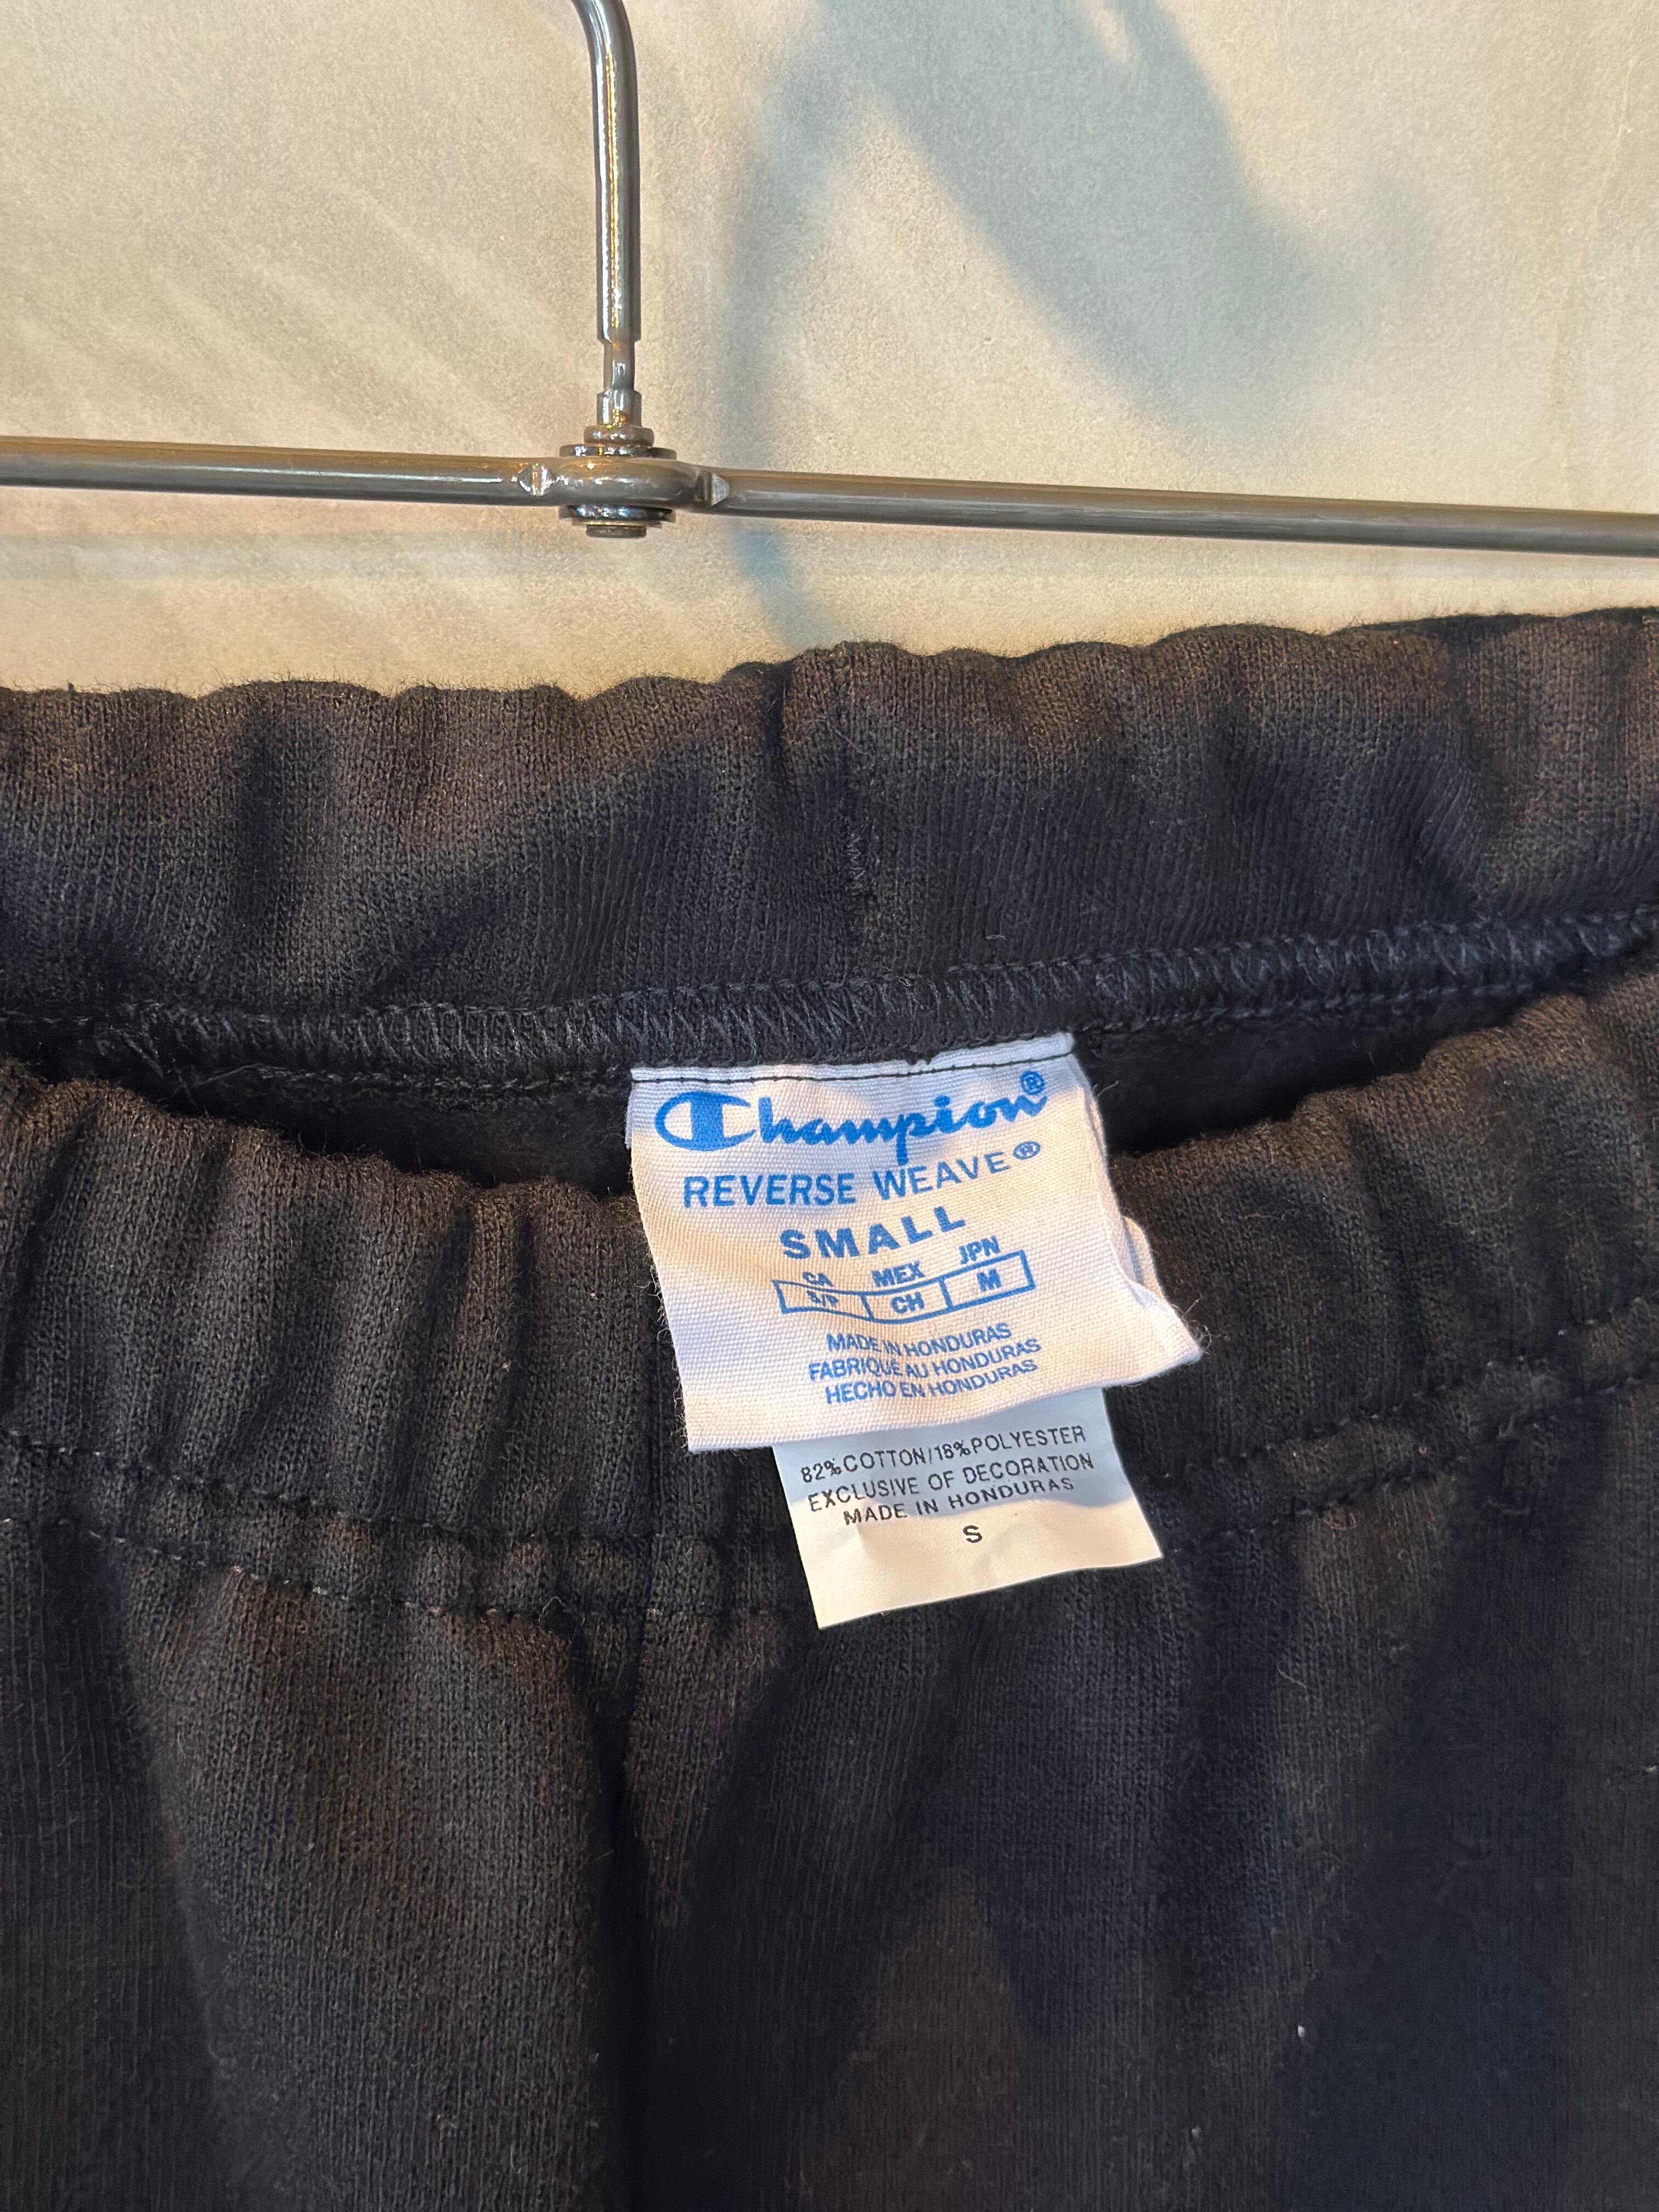 Champion®
REVERSE WEAVE®
SMALL
CA MEX JPN
S/P CH M
MADE IN HONDURAS
FABRIQUÉ AU HONDURAS
HECHO EN HONDURAS
82% COTTON/18% POLYESTER
EXCLUSIVE OF DECORATION
MADE IN HONDURAS
S